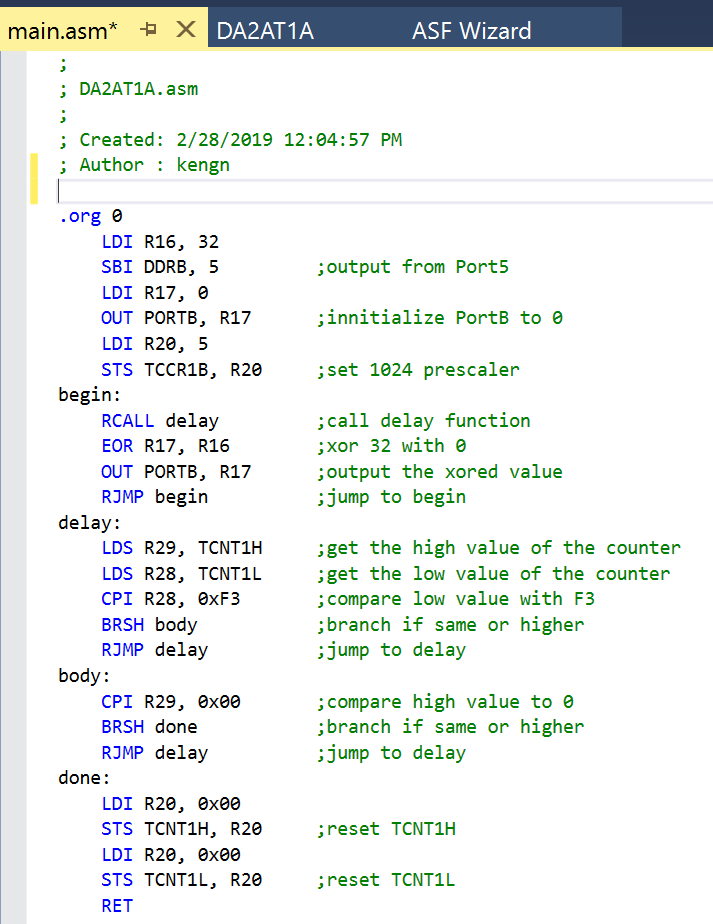 main.asm* DA2AT1A ASF Wizard
;
; DA2AT1A.asm
;
; Created: 2/28/2019 12:04:57 PM
; Author : kengn
.org 0
LDI R16, 32
SBI DDRB, 5 ;output from Port5
LDI R17, 0
OUT PORTB, R17 ;innitialize PortB to 0
LDI R20, 5
STS TCCR1B, R20 ;set 1024 prescaler
begin:
RCALL delay ;call delay function
EOR R17, R16 ;xor 32 with 0
OUT PORTB, R17 ;output the xored value
RJMP begin ;jump to begin
delay:
LDS R29, TCNT1H ;get the high value of the counter
LDS R28, TCNT1L ;get the low value of the counter
CPI R28, 0xF3 ;compare low value with F3
BRSH body ;branch if same or higher
RJMP delay ;jump to delay
body:
CPI R29, 0x00 ;compare high value to 0
BRSH done ;branch if same or higher
RJMP delay ;jump to delay
done:
LDI R20, 0x00
STS TCNT1H, R20 ;reset TCNT1H
LDI R20, 0x00
STS TCNT1L, R20 ;reset TCNT1L
RET